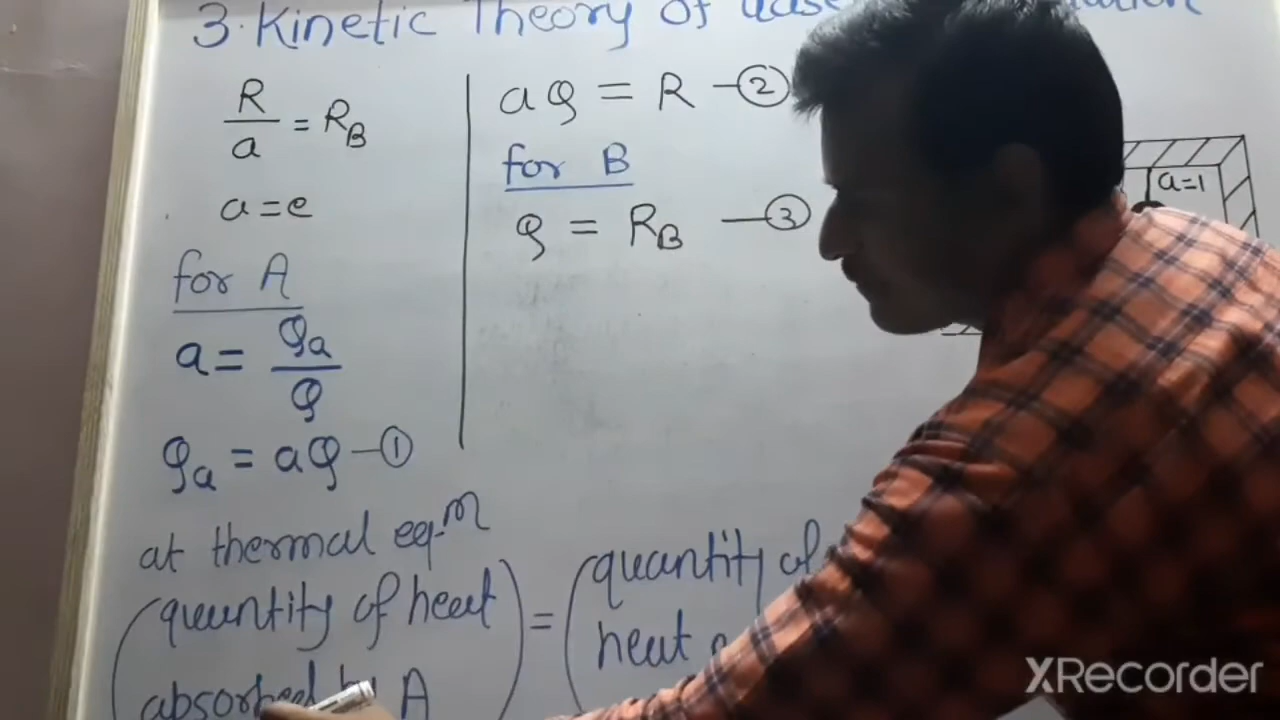 3. Kinetic Theory of
R/a = R_B
a = e
for A
a = Q_a/Q
Q_a = aQ — ①
at thermal eq.m
(quantity of heat
absorbed by A
aQ = R — ②
for B
Q = R_B — ③
= (quantity of
heat
a=1
XRecorder